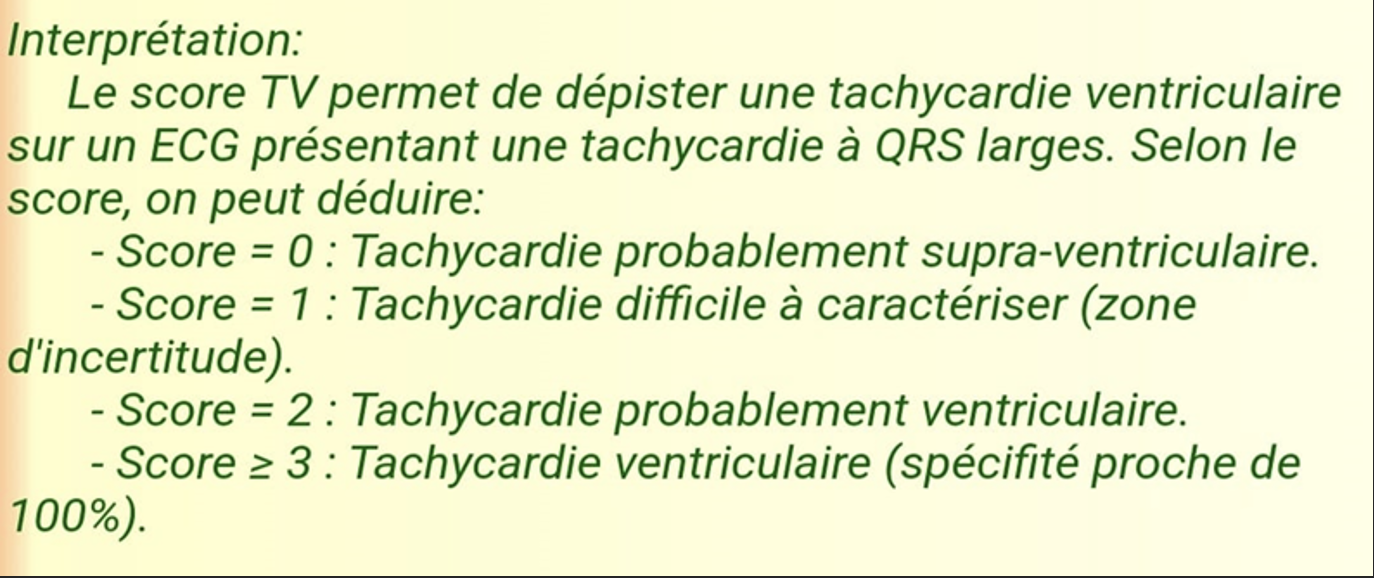 Interprétation:
Le score TV permet de dépister une tachycardie ventriculaire
sur un ECG présentant une tachycardie à QRS larges. Selon le
score, on peut déduire:
- Score = 0 : Tachycardie probablement supra-ventriculaire.
- Score = 1 : Tachycardie difficile à caractériser (zone
d'incertitude).
- Score = 2 : Tachycardie probablement ventriculaire.
- Score ≥ 3 : Tachycardie ventriculaire (spécifité proche de
100%).